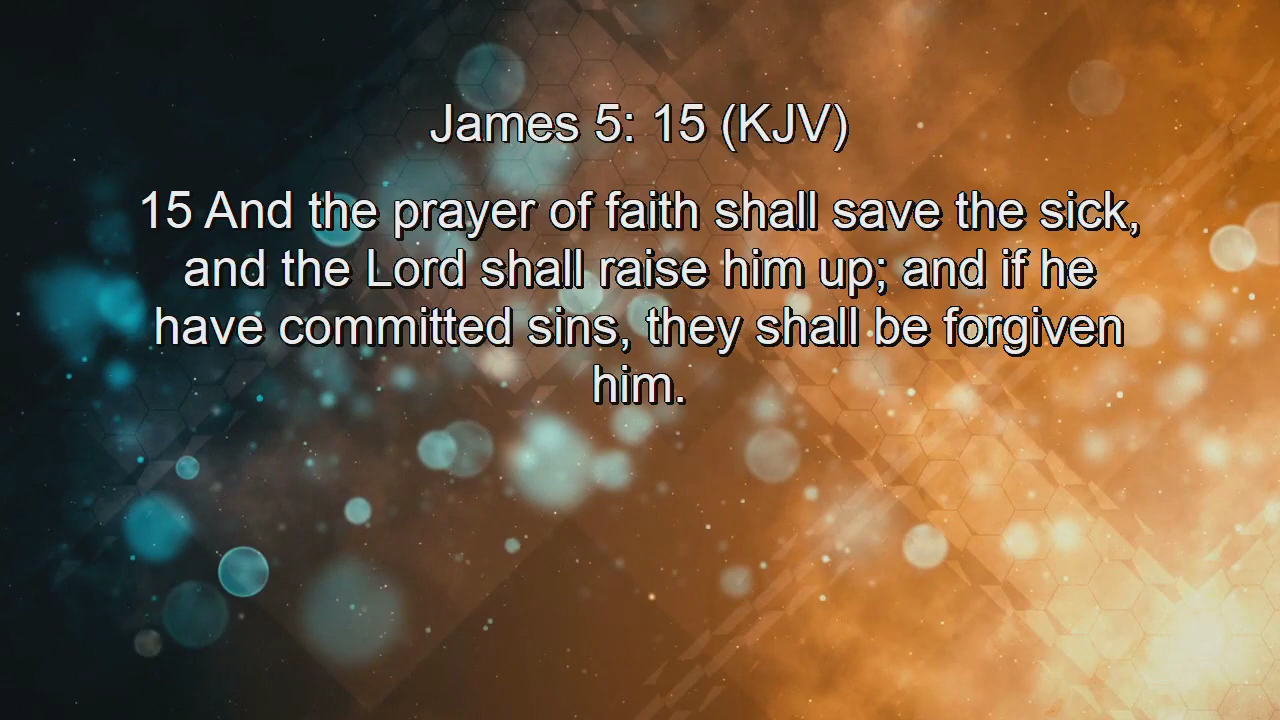 James 5: 15 (KJV)
15 And the prayer of faith shall save the sick,
and the Lord shall raise him up; and if he
have committed sins, they shall be forgiven
him.